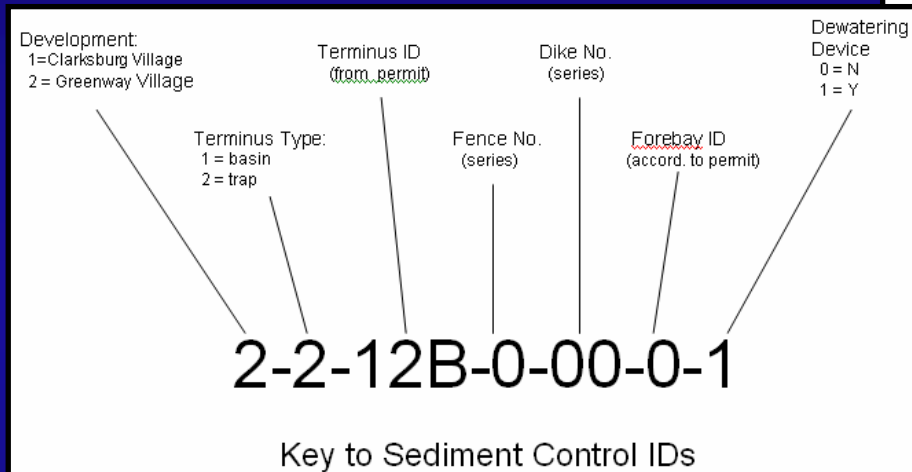 Development:
1=Clarksburg Village
2 = Greenway Village
Terminus Type:
1 = basin
2 = trap
Terminus ID
(from permit)
Fence No.
(series)
Dike No.
(series)
Forebay ID
(accord. to permit)
Dewatering
Device
0 = N
1 = Y
2-2-12B-0-00-0-1
Key to Sediment Control IDs